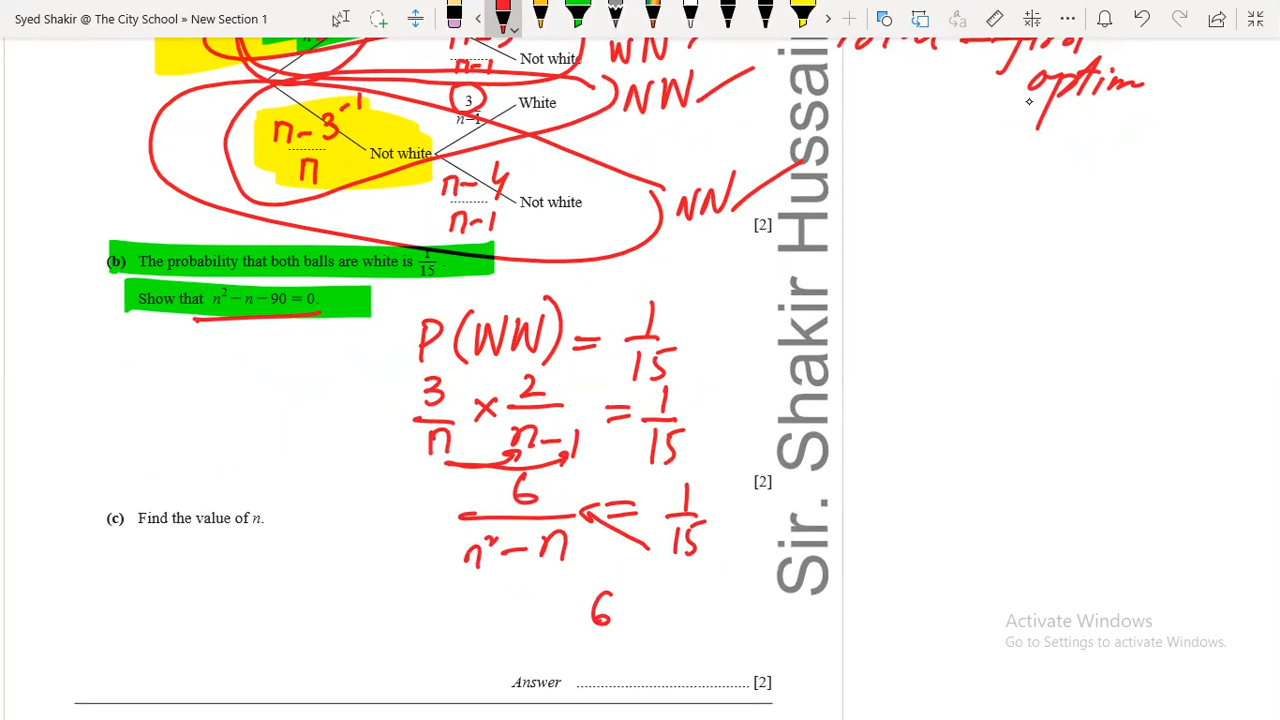 Syed Shakir @ The City School » New Section 1
n-1
Not white
WN
3
n-1
White
NW
optim
n-3 -1
n
Not white
n-4
n-1
Not white
NN
[2]
(b) The probability that both balls are white is 1/15.
Show that n² − n − 90 = 0.
P(WW) = 1/15
3/n × 2/n-1 = 1/15
[2]
6/n²-n = 1/15
(c) Find the value of n.
6
Answer ........................................ [2]
Sir. Shakir Hussain
Activate Windows
Go to Settings to activate Windows.